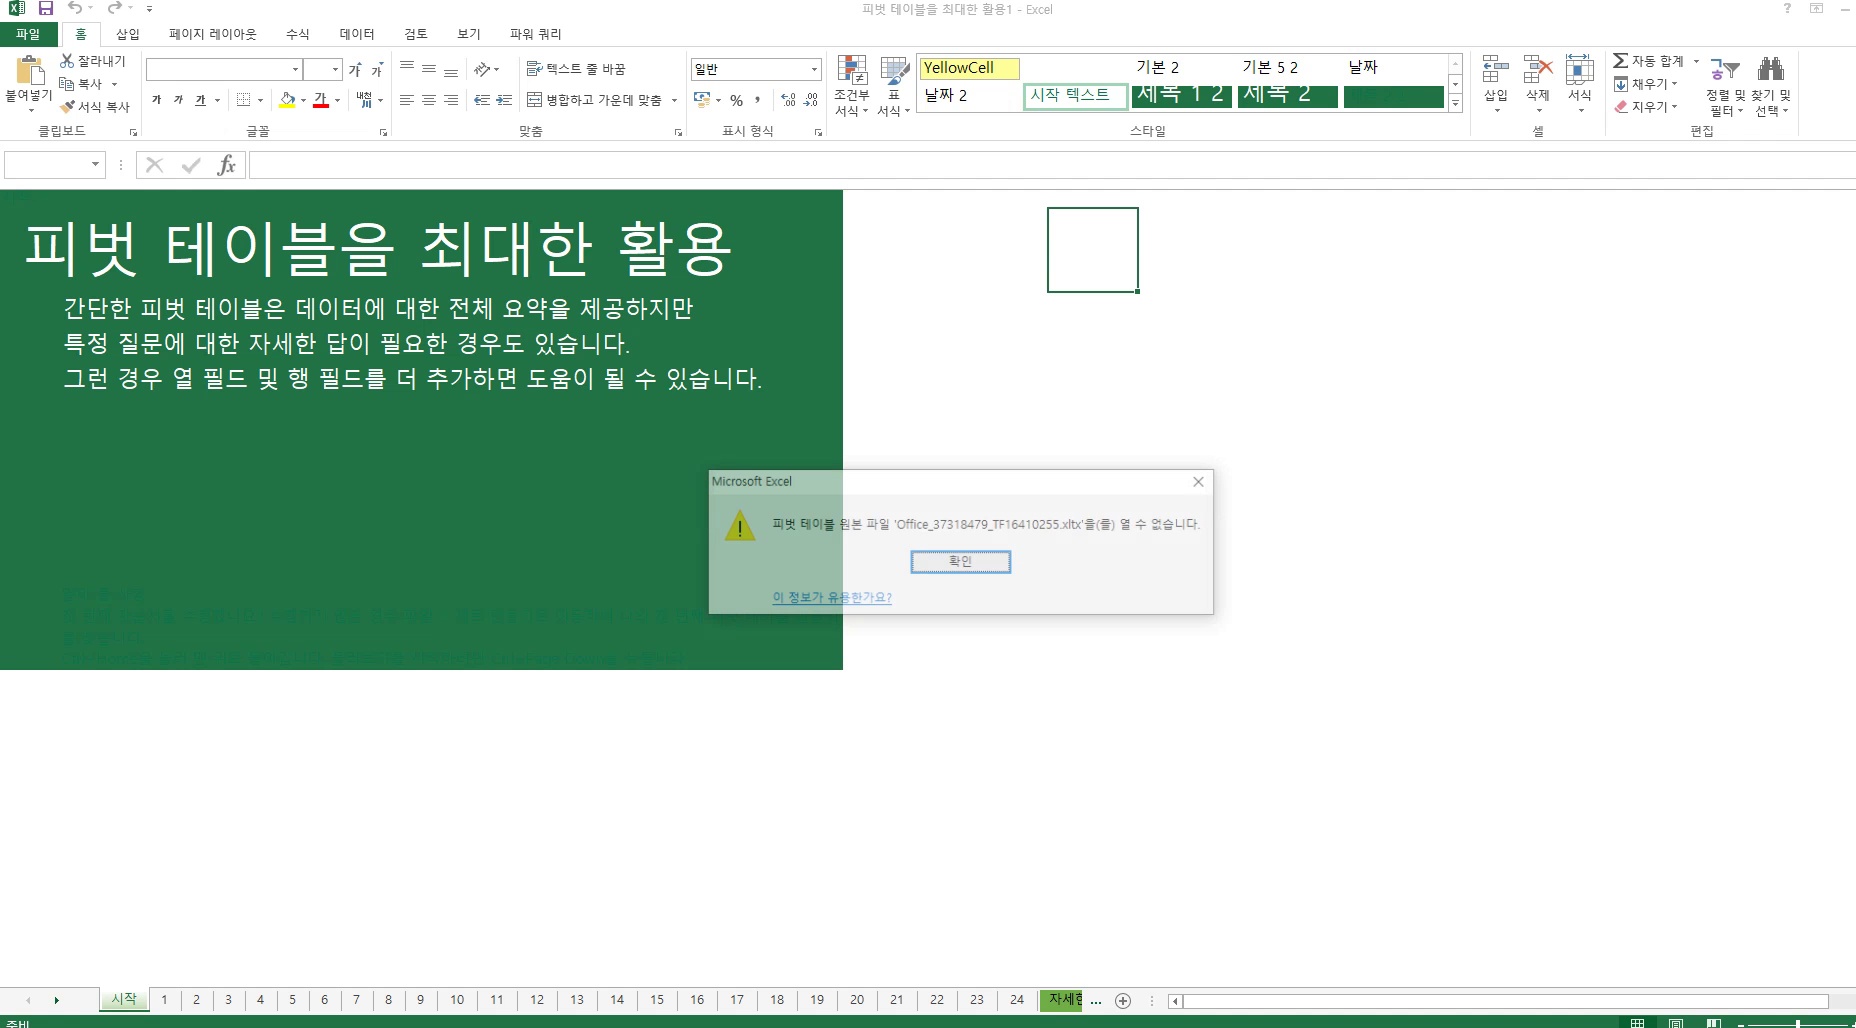 피벗 테이블을 최대한 활용1 - Excel
파일 홈 삽입 페이지 레이아웃 수식 데이터 검토 보기 파워 쿼리
붙여넣기
잘라내기
복사
서식 복사
클립보드
가 가
가 가 가 가 내천
글꼴
텍스트 줄 바꿈
병합하고 가운데 맞춤
맞춤
일반
% ,
표시 형식
조건부 서식
표 서식
YellowCell 기본 2 기본 5 2 날짜
날짜 2 시작 텍스트 제목 1 2 제목 2
스타일
삽입 삭제 서식
셀
자동 합계
채우기
지우기
정렬 및 필터
찾기 및 선택
편집
fx
피벗 테이블을 최대한 활용
간단한 피벗 테이블은 데이터에 대한 전체 요약을 제공하지만
특정 질문에 대한 자세한 답이 필요한 경우도 있습니다.
그런 경우 열 필드 및 행 필드를 더 추가하면 도움이 될 수 있습니다.
Microsoft Excel
피벗 테이블 원본 파일 'Office_37318479_TF16410255.xltx'을(를) 열 수 없습니다.
확인
이 정보가 유용한가요?
시작 1 2 3 4 5 6 7 8 9 10 11 12 13 14 15 16 17 18 19 20 21 22 23 24 자세한 ...
준비